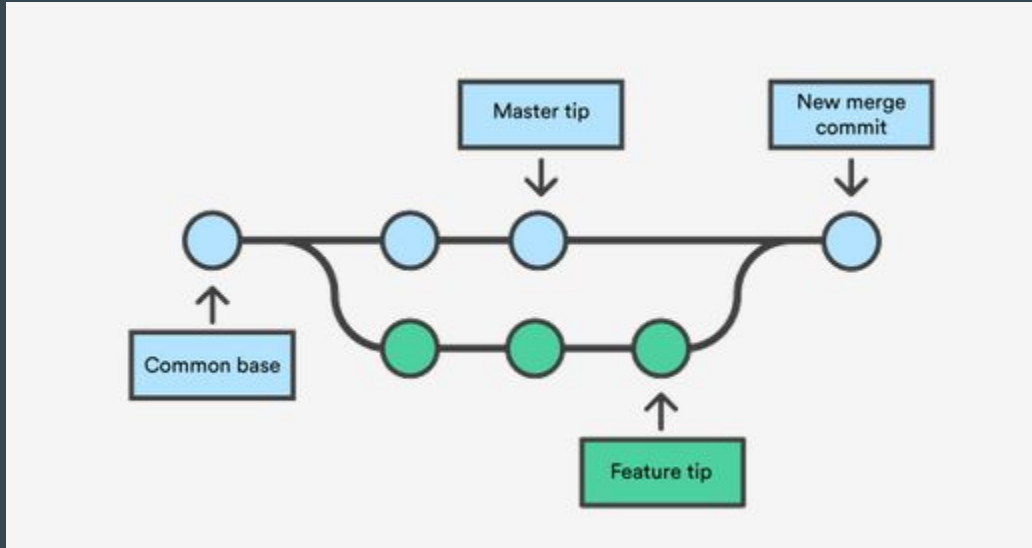 Master tip
New merge
commit
Common base
Feature tip